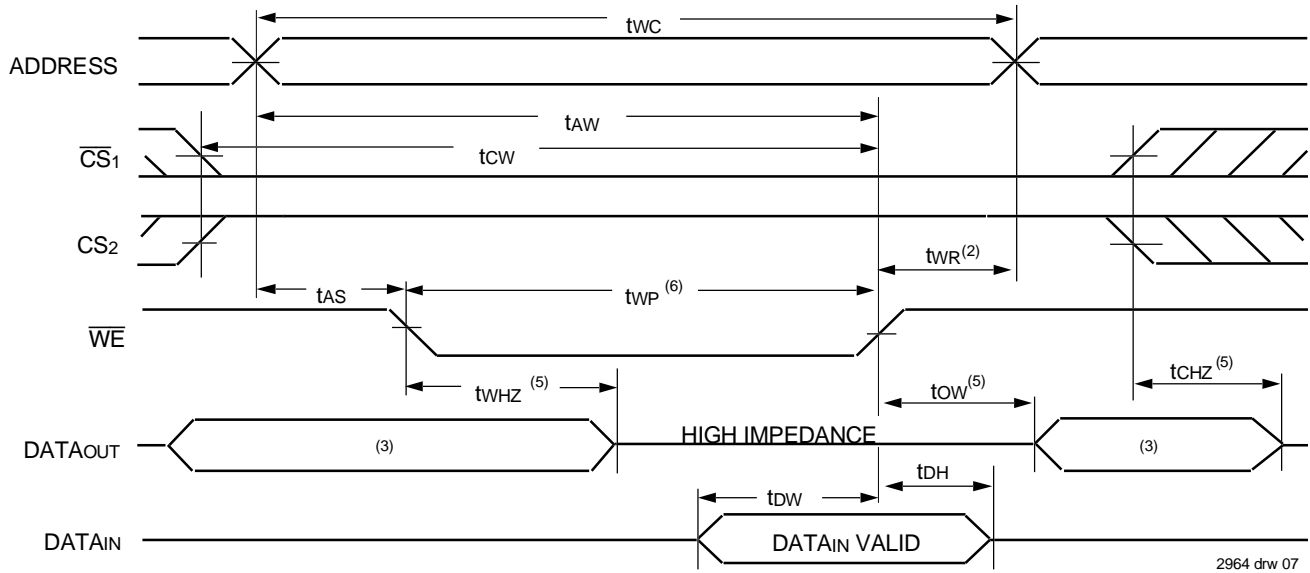 tWC
ADDRESS
tAW
CS1
tCW
CS2
tWR(2)
tAS
tWP (6)
WE
tWHZ (5)
tOW(5)
tCHZ(5)
DATAOUT
(3)
HIGH IMPEDANCE
(3)
tDW
tDH
DATAIN
DATAIN VALID
2964 drw 07